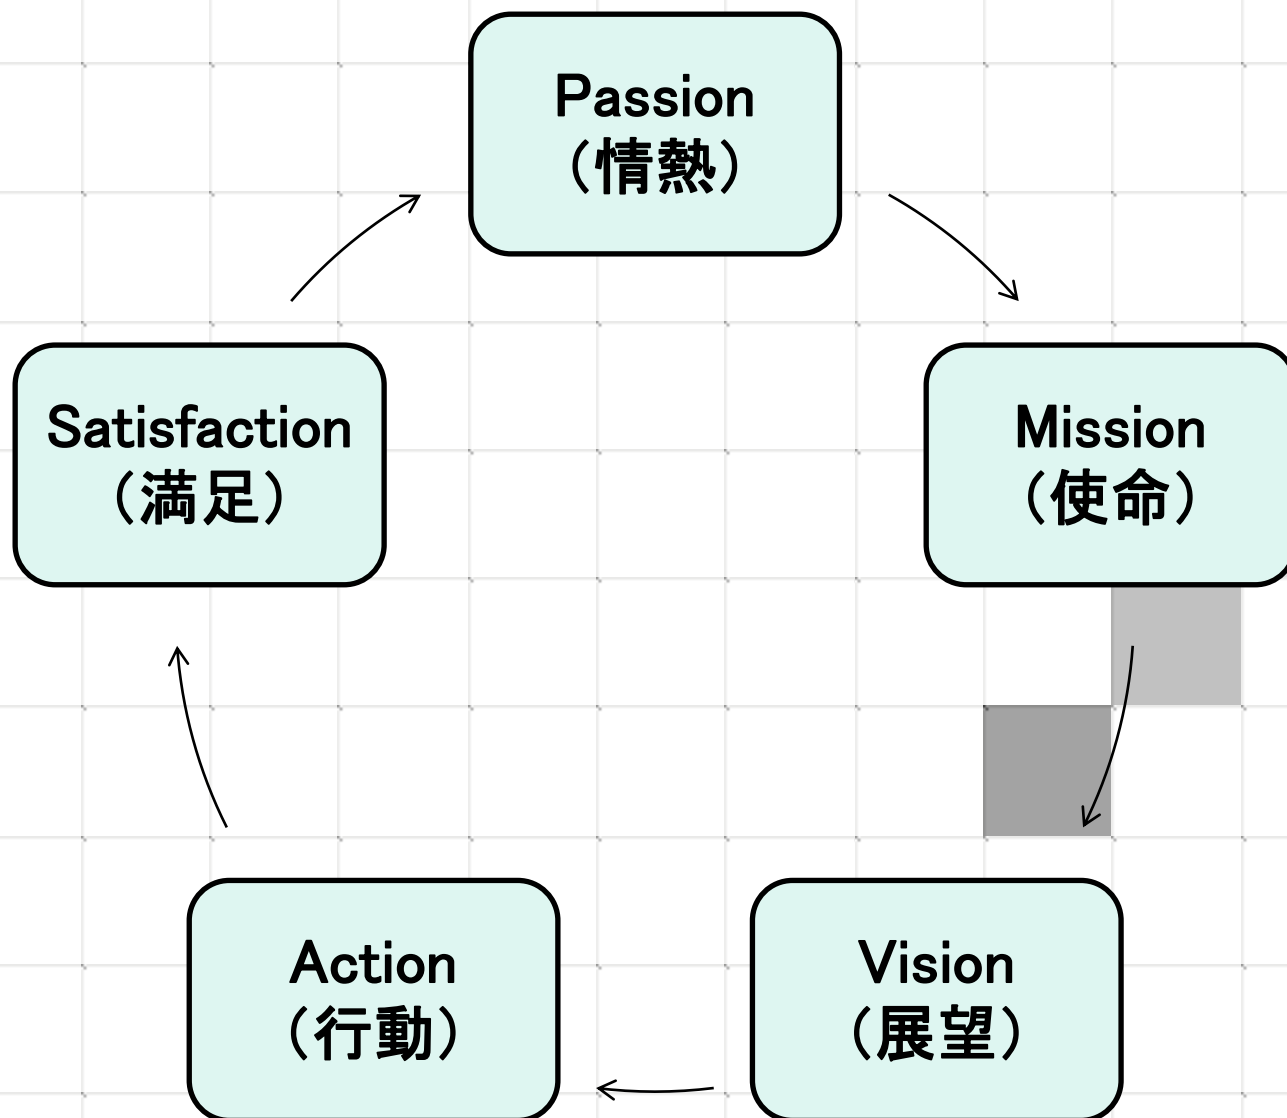 Passion
（情熱）
Mission
（使命）
Vision
（展望）
Action
（行動）
Satisfaction
（満足）